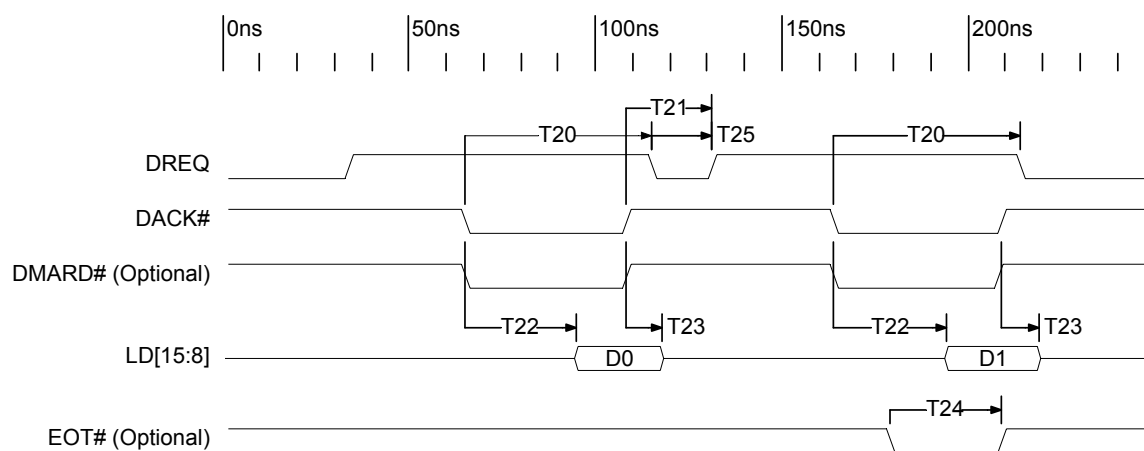 0ns 50ns 100ns 150ns 200ns
T21
T20 T25 T20
DREQ
DACK#
DMARD# (Optional)
T22 T23 T22 T23
LD[15:8] D0 D1
T24
EOT# (Optional)